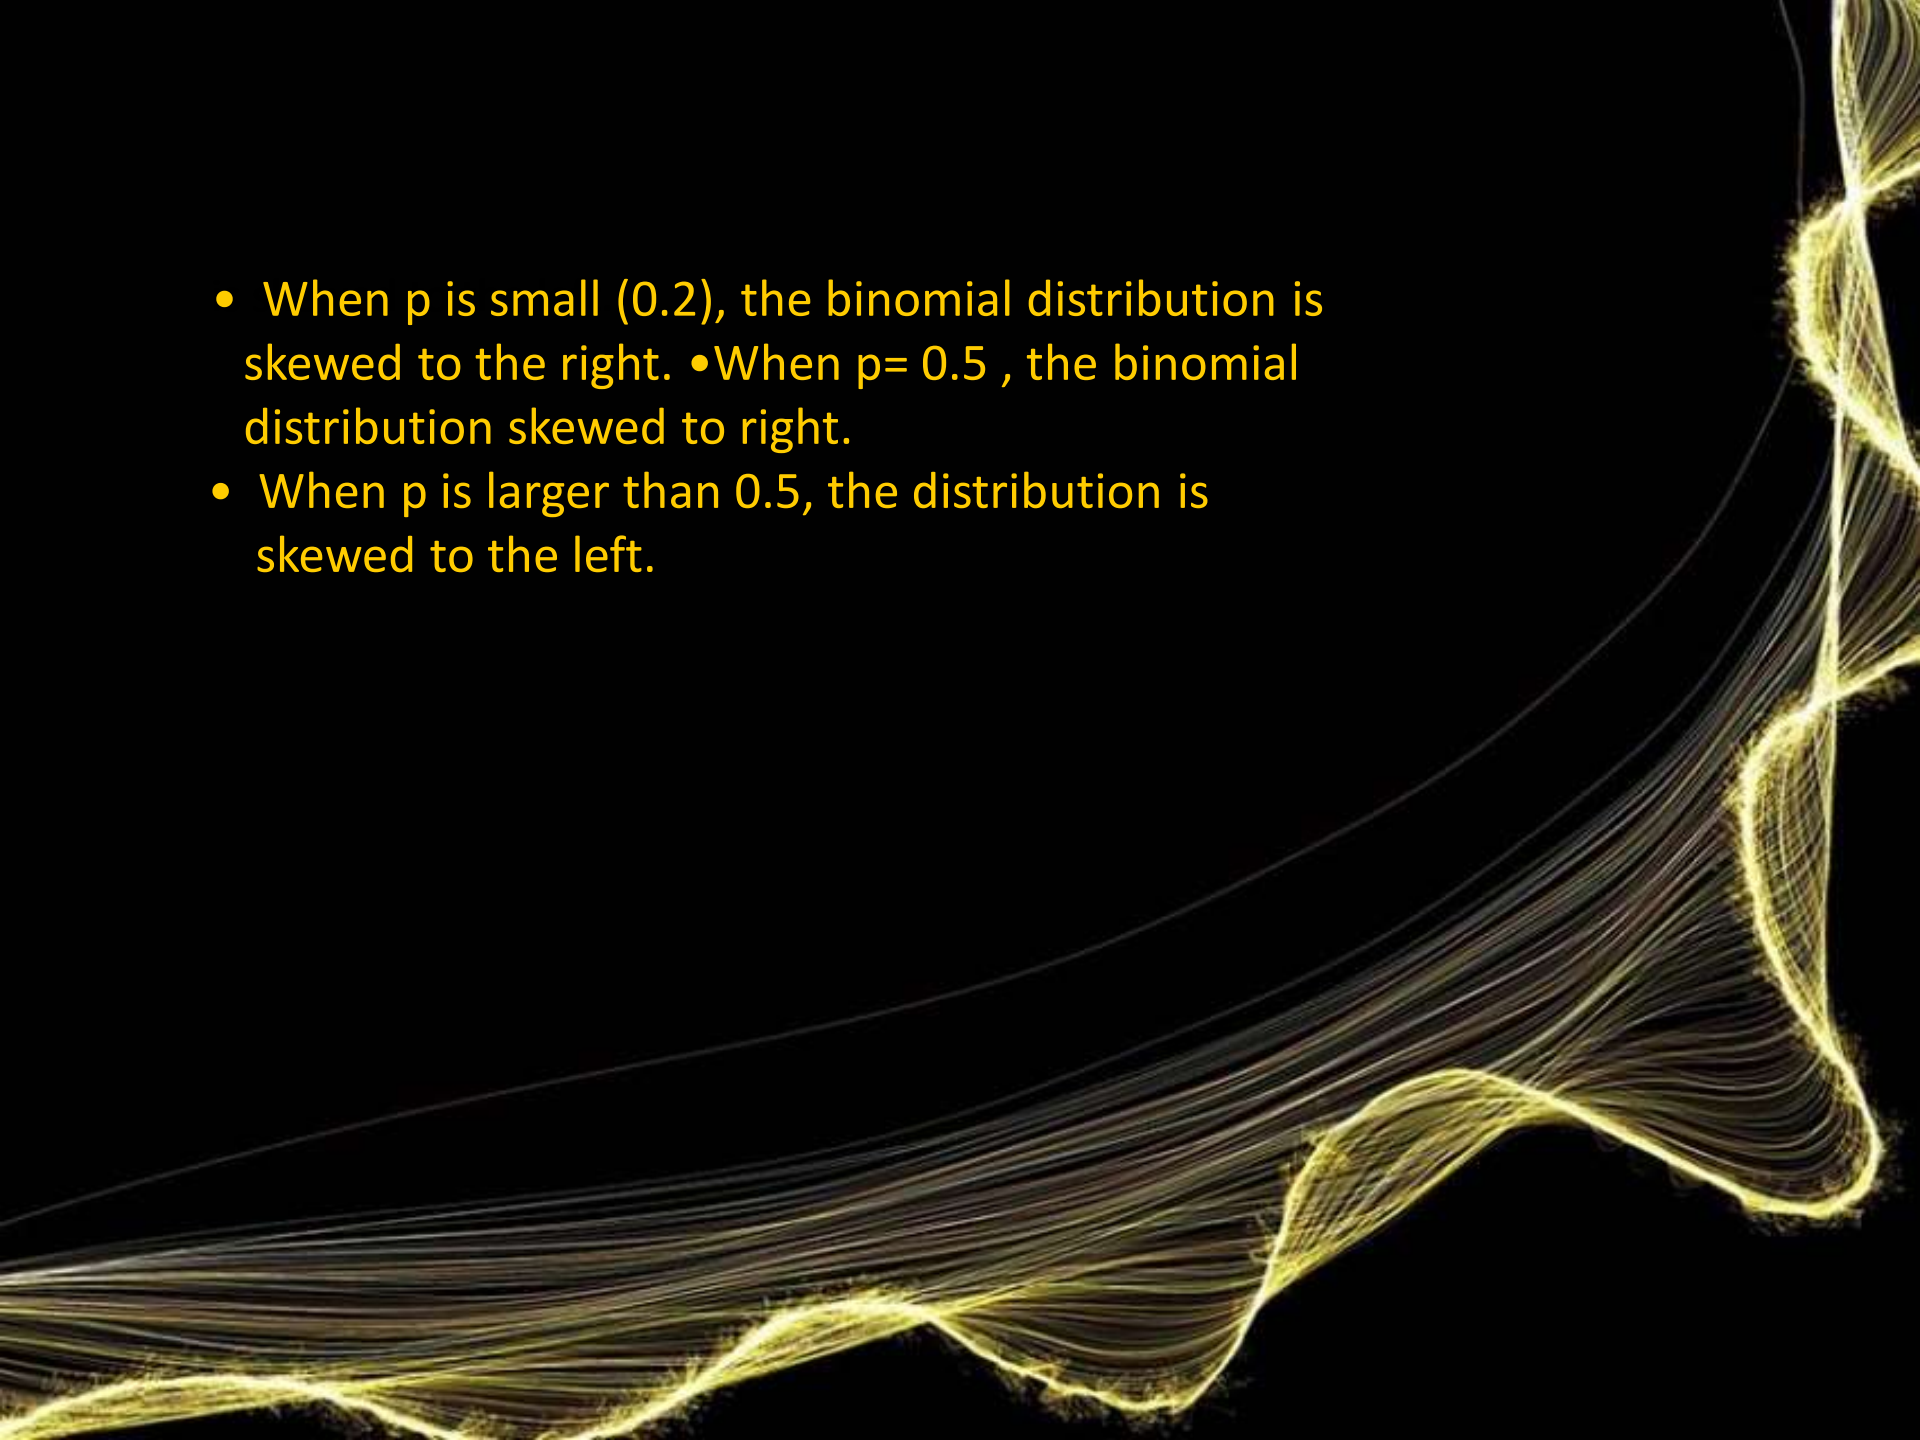 • When p is small (0.2), the binomial distribution is
skewed to the right. •When p= 0.5 , the binomial
distribution skewed to right.
• When p is larger than 0.5, the distribution is
skewed to the left.